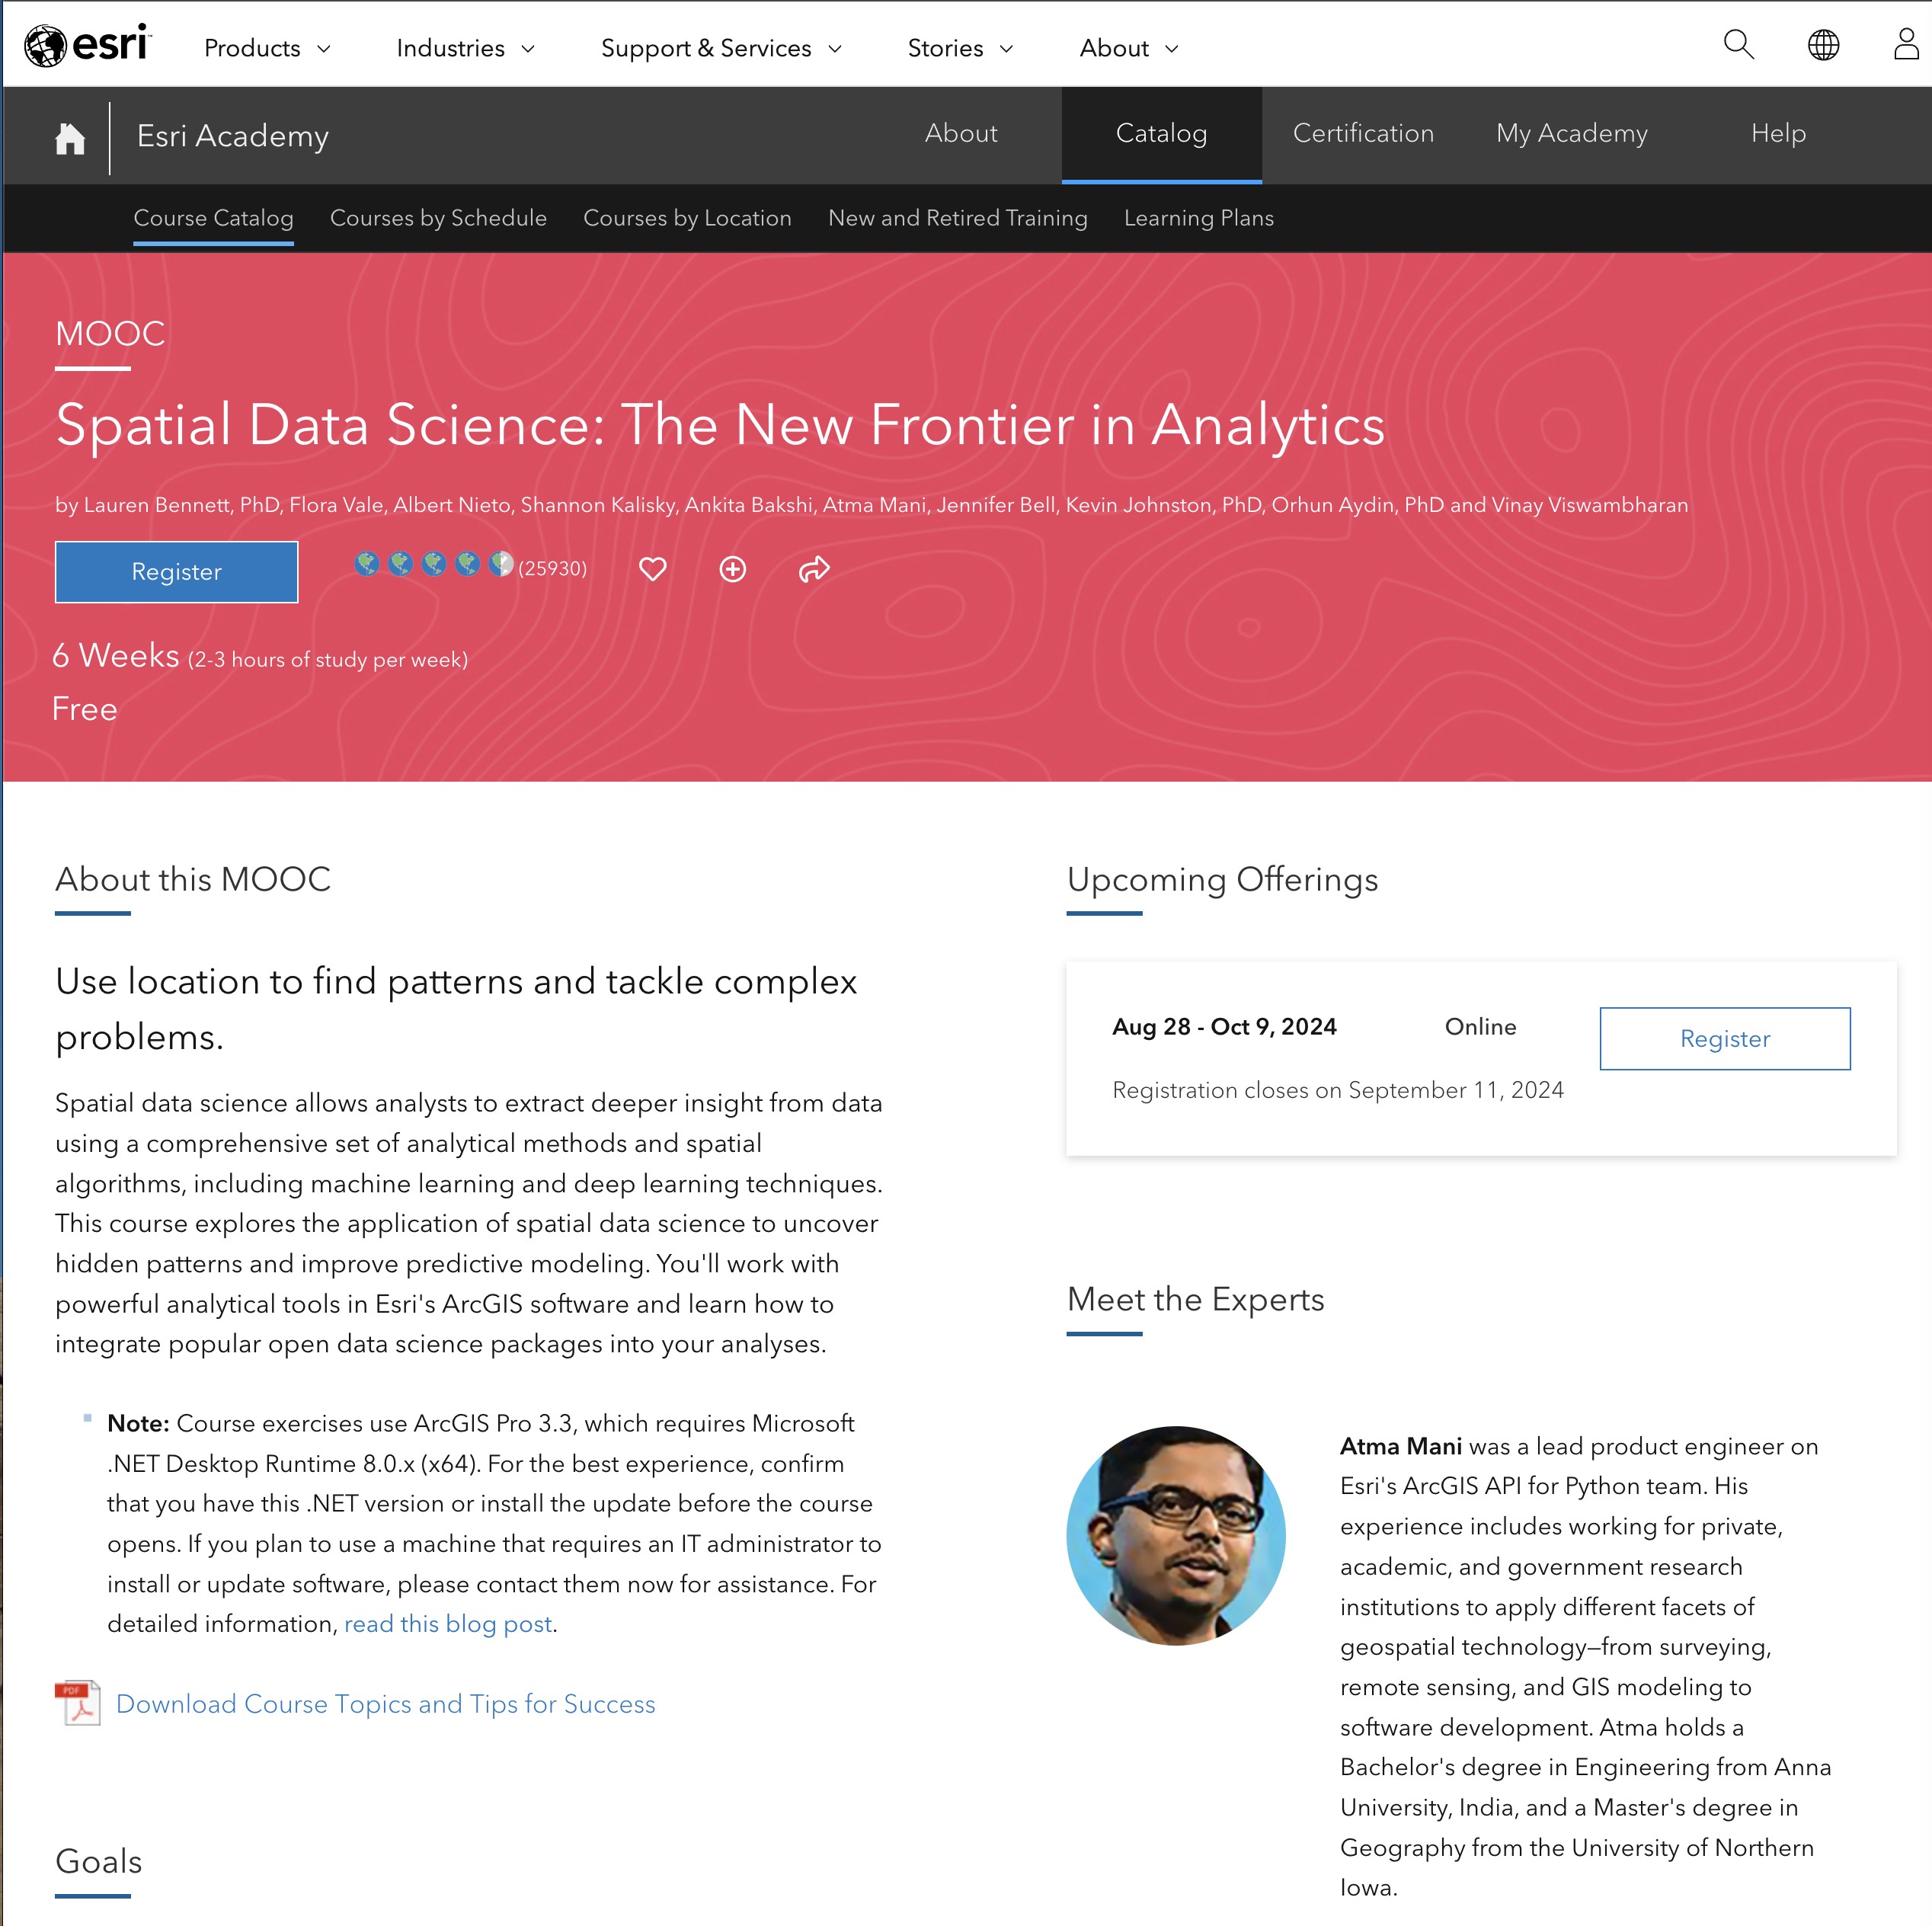 esri
Products
Industries
Support & Services
Stories
About
Esri Academy
About
Catalog
Certification
My Academy
Help
Course Catalog
Courses by Schedule
Courses by Location
New and Retired Training
Learning Plans
MOOC
Spatial Data Science: The New Frontier in Analytics
by Lauren Bennett, PhD, Flora Vale, Albert Nieto, Shannon Kalisky, Ankita Bakshi, Atma Mani, Jennifer Bell, Kevin Johnston, PhD, Orhun Aydin, PhD and Vinay Viswambharan
Register
(25930)
6 Weeks (2-3 hours of study per week)
Free
About this MOOC
Use location to find patterns and tackle complex
problems.
Spatial data science allows analysts to extract deeper insight from data
using a comprehensive set of analytical methods and spatial
algorithms, including machine learning and deep learning techniques.
This course explores the application of spatial data science to uncover
hidden patterns and improve predictive modeling. You'll work with
powerful analytical tools in Esri's ArcGIS software and learn how to
integrate popular open data science packages into your analyses.
Note: Course exercises use ArcGIS Pro 3.3, which requires Microsoft
.NET Desktop Runtime 8.0.x (x64). For the best experience, confirm
that you have this .NET version or install the update before the course
opens. If you plan to use a machine that requires an IT administrator to
install or update software, please contact them now for assistance. For
detailed information, read this blog post.
PDF
Download Course Topics and Tips for Success
Goals
Upcoming Offerings
Aug 28 - Oct 9, 2024
Online
Register
Registration closes on September 11, 2024
Meet the Experts
Atma Mani was a lead product engineer on
Esri's ArcGIS API for Python team. His
experience includes working for private,
academic, and government research
institutions to apply different facets of
geospatial technology—from surveying,
remote sensing, and GIS modeling to
software development. Atma holds a
Bachelor's degree in Engineering from Anna
University, India, and a Master's degree in
Geography from the University of Northern
Iowa.